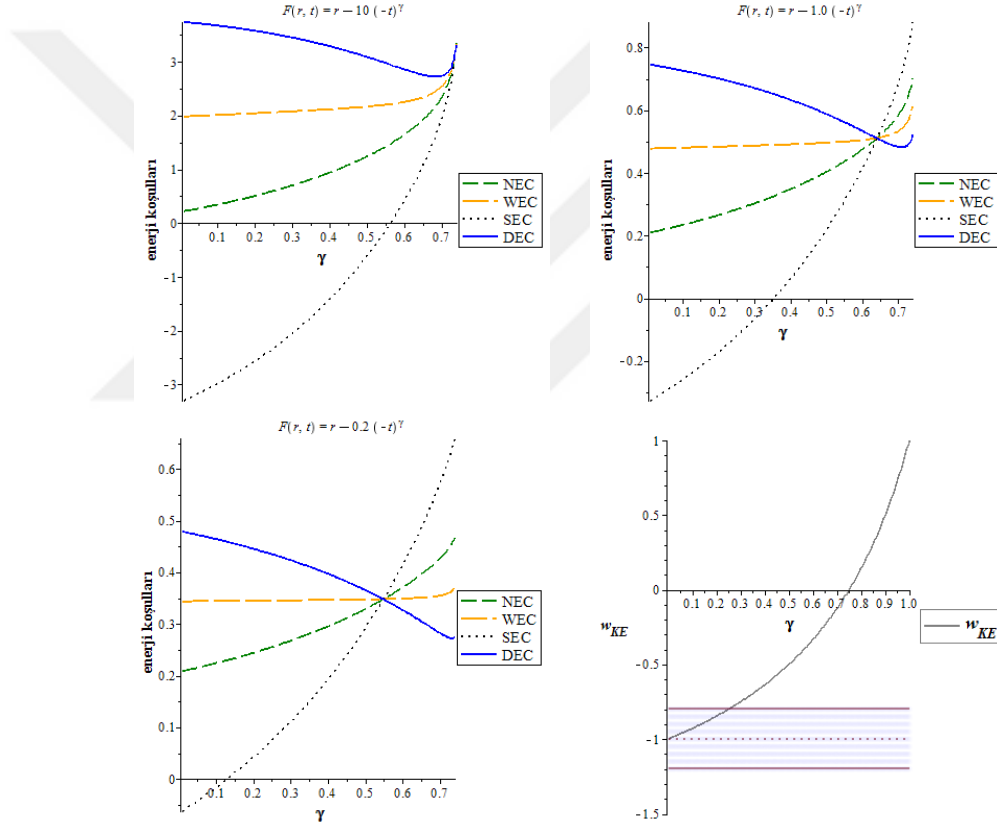 F(r, t) = r − 10 (−t)^γ
3
2
1
0
-1
-2
-3
0.1 0.2 0.3 0.4 0.5 0.6 0.7
γ
enerji koşulları
NEC
WEC
SEC
DEC
F(r, t) = r − 1.0 (−t)^γ
0.8
0.6
0.4
0.2
0
-0.2
0.1 0.2 0.3 0.4 0.5 0.6 0.7
γ
enerji koşulları
NEC
WEC
SEC
DEC
F(r, t) = r − 0.2 (−t)^γ
0.6
0.5
0.4
0.3
0.2
0.1
0
0.1 0.2 0.3 0.4 0.5 0.6 0.7
γ
enerji koşulları
NEC
WEC
SEC
DEC
1
0.5
0
-0.5
-1
-1.5
0.1 0.2 0.3 0.4 0.5 0.6 0.7 0.8 0.9 1.0
γ
w_KE
w_KE